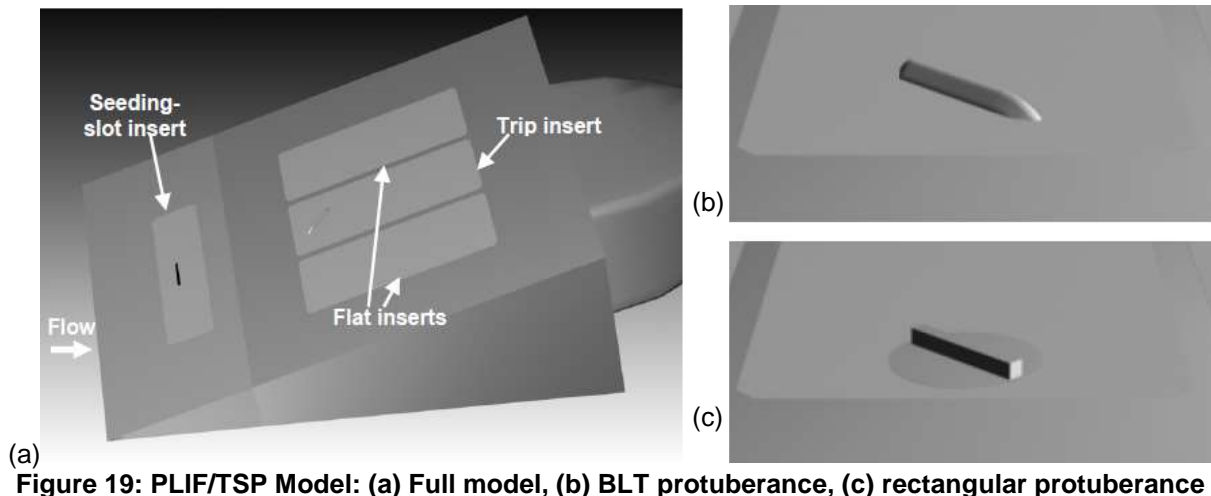 Seeding-
slot insert
Trip insert
Flow
Flat inserts
(a)
(b)
(c)
Figure 19: PLIF/TSP Model: (a) Full model, (b) BLT protuberance, (c) rectangular protuberance